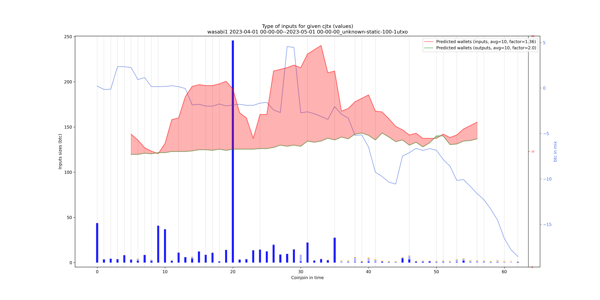 Type of inputs for given cjtx (values)
wasabi1 2023-04-01 00-00-00--2023-05-01 00-00-00_unknown-static-100-1utxo
Predicted wallets (inputs, avg=10, factor=1.36)
Predicted wallets (outputs, avg=10, factor=2.0)
250
200
150
100
50
0
Inputs sizes (btc)
0
10
20
30
40
50
60
Coinjoin in time
5
0
−5
−10
−15
btc in mix